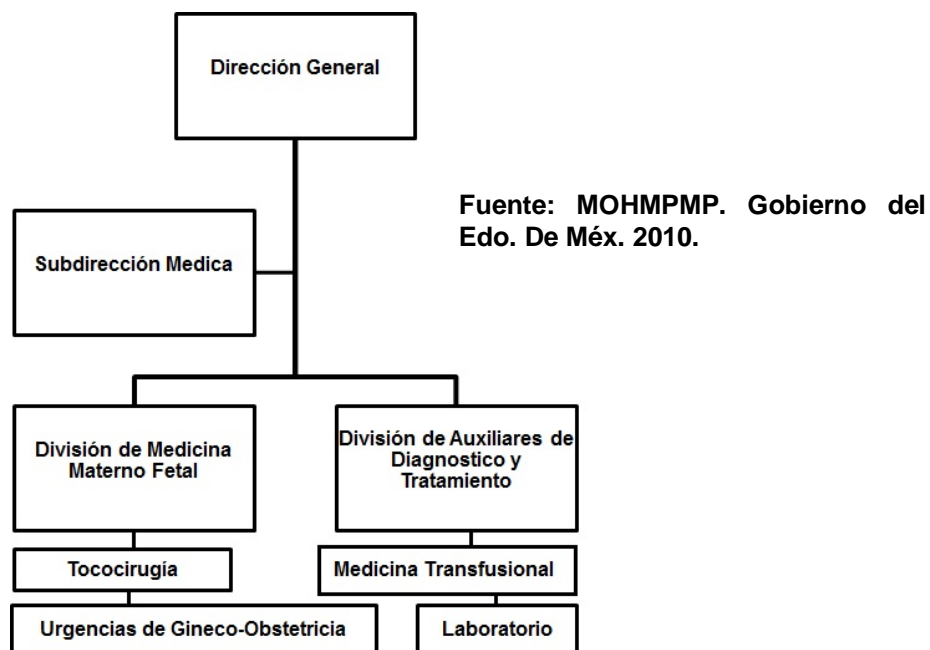 Dirección General
Fuente: MOHMPMP. Gobierno del
Edo. De Méx. 2010.
Subdirección Medica
División de Medicina
Materno Fetal
División de Auxiliares de
Diagnostico y
Tratamiento
Tococirugía
Medicina Transfusional
Urgencias de Gineco-Obstetricia
Laboratorio